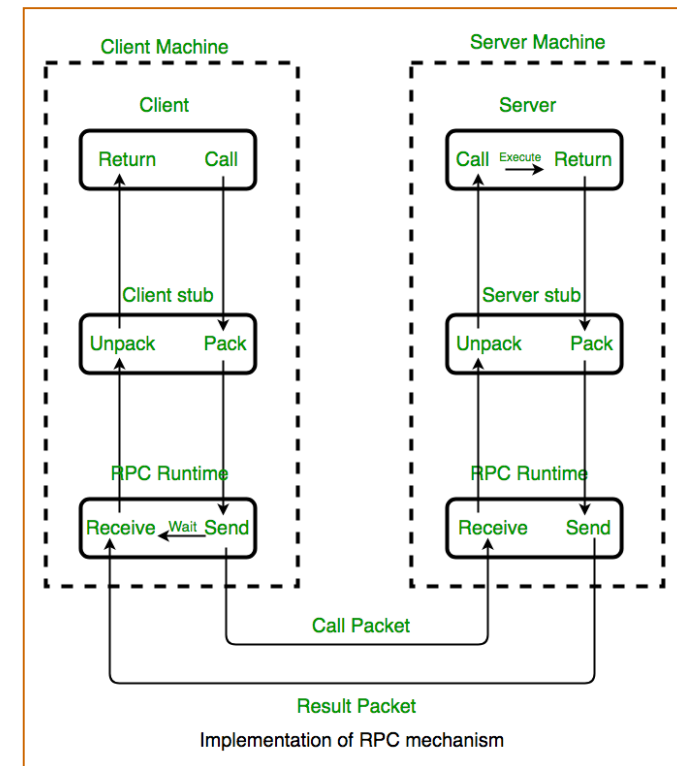 Client Machine
Server Machine
Client
Server
Return Call
Call Execute Return
Client stub
Server stub
Unpack Pack
Unpack Pack
RPC Runtime
RPC Runtime
Receive Wait Send
Receive Send
Call Packet
Result Packet
Implementation of RPC mechanism